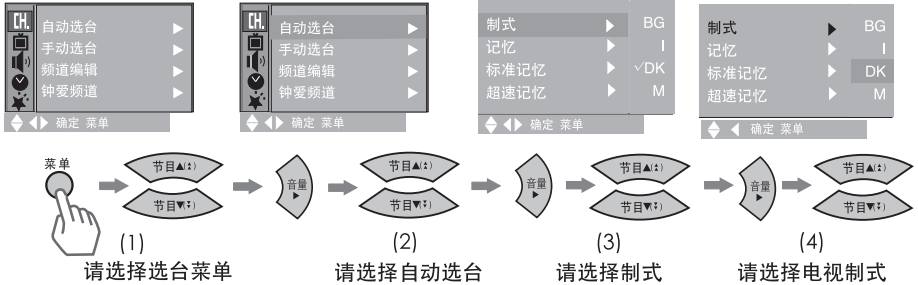 CH.
自动选台 ▶
手动选台 ▶
频道编辑 ▶
钟爱频道 ▶
确定 菜单
CH.
自动选台 ▶
手动选台 ▶
频道编辑 ▶
钟爱频道 ▶
确定 菜单
制式 ▶ BG
记忆 ▶ I
标准记忆 ▶ ✓DK
超速记忆 ▶ M
确定 菜单
制式 ▶ BG
记忆 ▶ I
标准记忆 ▶ DK
超速记忆 ▶ M
确定 菜单
菜单
节目▲(⯭)
节目▼(⯯)
音量
▶
节目▲(⯭)
节目▼(⯯)
音量
▶
节目▲(⯭)
节目▼(⯯)
音量
▶
节目▲(⯭)
节目▼(⯯)
(1)
请选择选台菜单
(2)
请选择自动选台
(3)
请选择制式
(4)
请选择电视制式